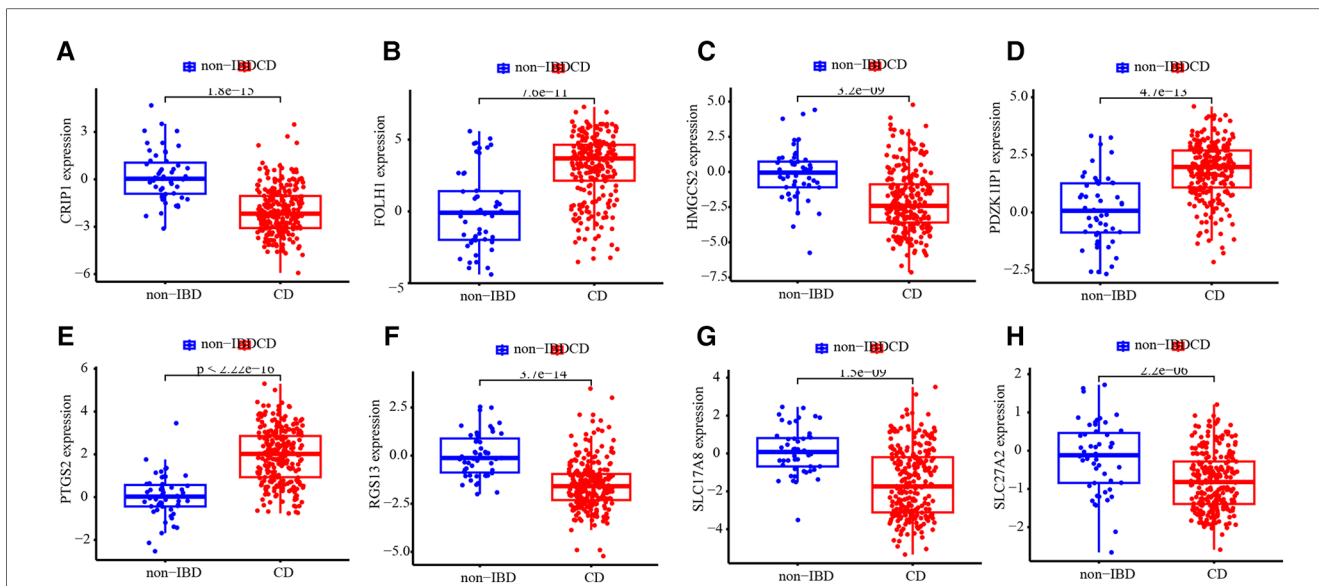 A
non-IBD CD
1.8e-15
CRIP1 expression
3
0
−3
−6
non-IBD
CD
B
non-IBD CD
7.6e-11
FOLH1 expression
5
0
−5
non-IBD
CD
C
non-IBD CD
3.2e-09
HMGCS2 expression
5.0
2.5
0.0
−2.5
−5.0
−7.5
non-IBD
CD
D
non-IBD CD
4.7e-13
PDZK1IP1 expression
5.0
2.5
0.0
−2.5
non-IBD
CD
E
non-IBD CD
p < 2.22e-16
PTGS2 expression
6
4
2
0
−2
non-IBD
CD
F
non-IBD CD
3.7e-14
RGS13 expression
2.5
0.0
−2.5
−5.0
non-IBD
CD
G
non-IBD CD
1.5e-09
SLC17A8 expression
4
2
0
−2
−4
non-IBD
CD
H
non-IBD CD
2.2e-06
SLC27A2 expression
2
1
0
−1
−2
non-IBD
CD